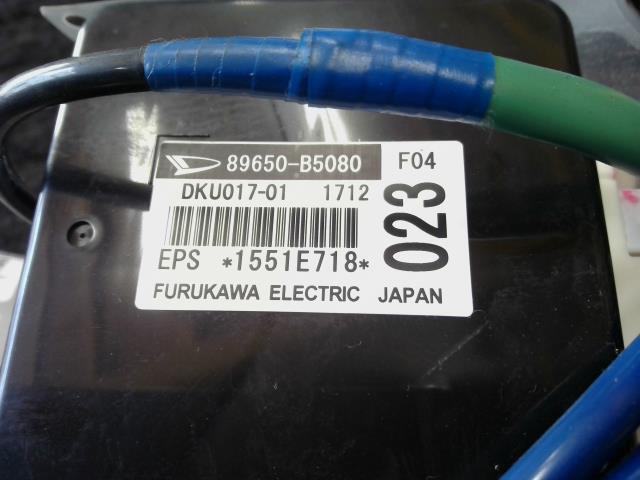 89650-B5080 F04
DKU017-01 1712
023
EPS *1551E718*
FURUKAWA ELECTRIC JAPAN